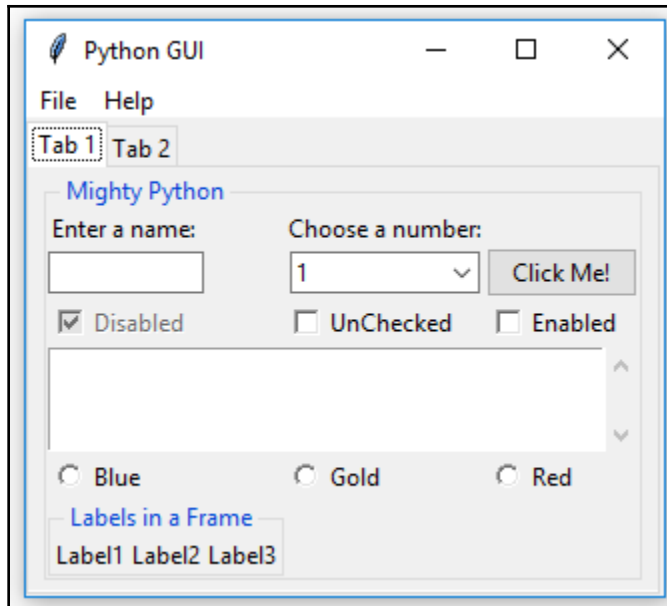 Python GUI
File Help
Tab 1 Tab 2
Mighty Python
Enter a name: Choose a number:
1 Click Me!
Disabled UnChecked Enabled
Blue Gold Red
Labels in a Frame
Label1 Label2 Label3